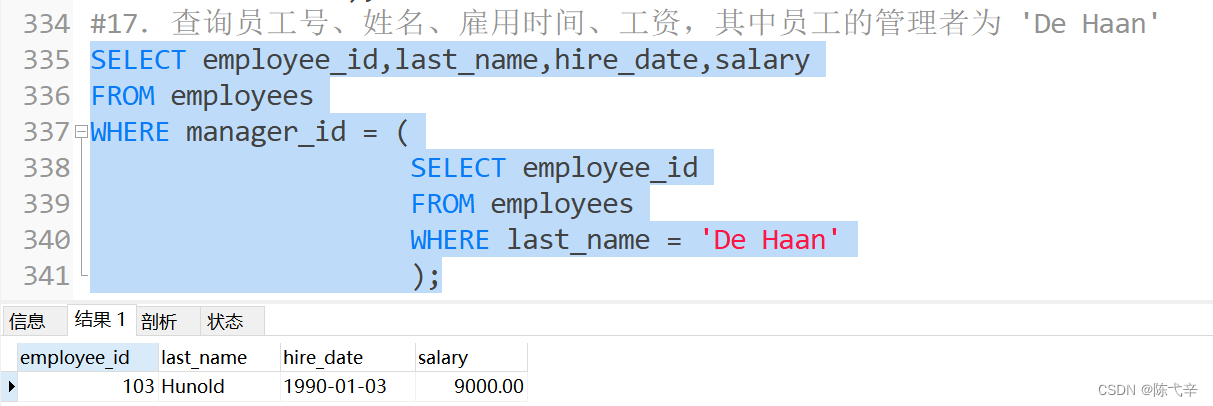 334 #17. 查询员工号、姓名、雇用时间、工资，其中员工的管理者为 'De Haan'
335 SELECT employee_id,last_name,hire_date,salary
336 FROM employees
337 WHERE manager_id = (
338 SELECT employee_id
339 FROM employees
340 WHERE last_name = 'De Haan'
341 );
信息 结果 1 剖析 状态
employee_id last_name hire_date salary
103 Hunold 1990-01-03 9000.00
CSDN @陈弋辛